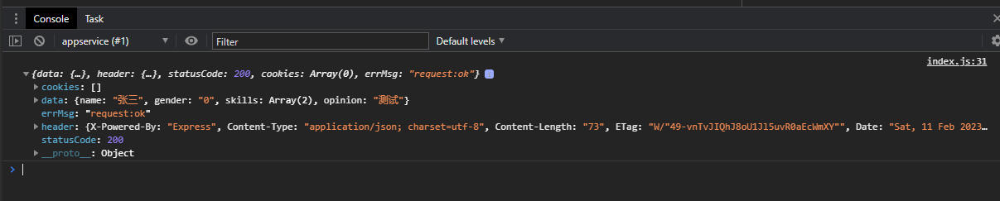 Console Task
appservice (#1) Filter Default levels
index.js:31
{data: {…}, header: {…}, statusCode: 200, cookies: Array(0), errMsg: "request:ok"} i
cookies: []
data: {name: "张三", gender: "0", skills: Array(2), opinion: "测试"}
errMsg: "request:ok"
header: {X-Powered-By: "Express", Content-Type: "application/json; charset=utf-8", Content-Length: "73", ETag: "W/"49-vnTvJIQhJ8oU1Jl5uvR0aEcWmXY"", Date: "Sat, 11 Feb 2023…
statusCode: 200
__proto__: Object